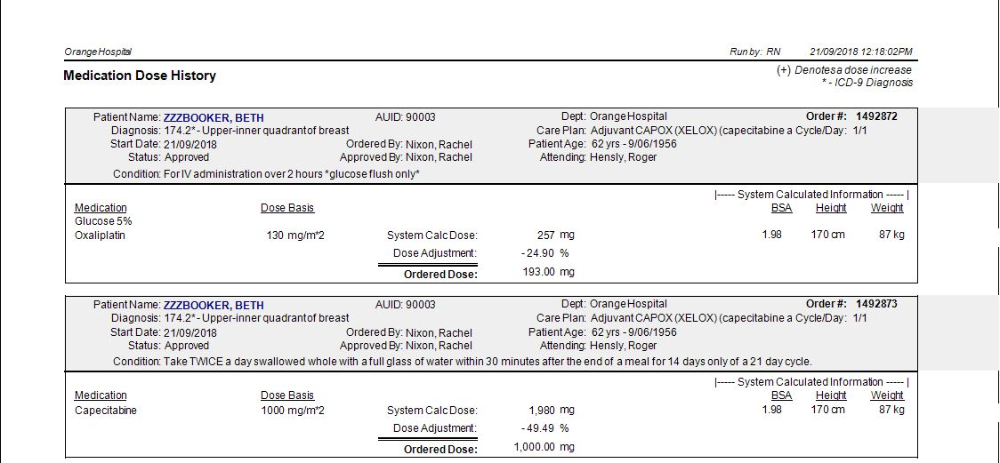 Orange Hospital Run by: RN 21/09/2018 12:18:02PM
Medication Dose History (+) Denotes a dose increase
* - ICD-9 Diagnosis
Patient Name: ZZZBOOKER, BETH AUID: 90003 Dept: Orange Hospital Order #: 1492872
Diagnosis: 174.2* - Upper-inner quadrant of breast Care Plan: Adjuvant CAPOX (XELOX) (capecitabine a Cycle/Day: 1/1
Start Date: 21/09/2018 Ordered By: Nixon, Rachel Patient Age: 62 yrs - 9/06/1956
Status: Approved Approved By: Nixon, Rachel Attending: Hensly, Roger
Condition: For IV administration over 2 hours *glucose flush only*
|----- System Calculated Information ----- |
Medication Dose Basis BSA Height Weight
Glucose 5%
Oxaliplatin 130 mg/m*2 System Calc Dose: 257 mg 1.98 170 cm 87 kg
Dose Adjustment: -24.90 %
Ordered Dose: 193.00 mg
Patient Name: ZZZBOOKER, BETH AUID: 90003 Dept: Orange Hospital Order #: 1492873
Diagnosis: 174.2* - Upper-inner quadrant of breast Care Plan: Adjuvant CAPOX (XELOX) (capecitabine a Cycle/Day: 1/1
Start Date: 21/09/2018 Ordered By: Nixon, Rachel Patient Age: 62 yrs - 9/06/1956
Status: Approved Approved By: Nixon, Rachel Attending: Hensly, Roger
Condition: Take TWICE a day swallowed whole with a full glass of water within 30 minutes after the end of a meal for 14 days only of a 21 day cycle.
|----- System Calculated Information ----- |
Medication Dose Basis BSA Height Weight
Capecitabine 1000 mg/m*2 System Calc Dose: 1,980 mg 1.98 170 cm 87 kg
Dose Adjustment: -49.49 %
Ordered Dose: 1,000.00 mg